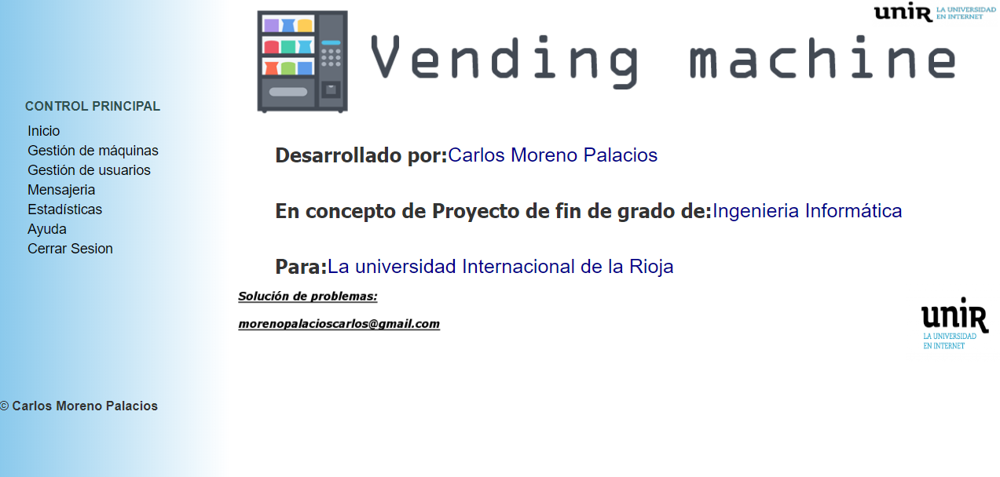 unir LA UNIVERSIDAD
EN INTERNET
Vending machine
CONTROL PRINCIPAL
Inicio
Gestión de máquinas
Gestión de usuarios
Mensajeria
Estadísticas
Ayuda
Cerrar Sesion
Desarrollado por:Carlos Moreno Palacios
En concepto de Proyecto de fin de grado de:Ingenieria Informática
Para:La universidad Internacional de la Rioja
Solución de problemas:
morenopalacioscarlos@gmail.com
unir
LA UNIVERSIDAD
EN INTERNET
© Carlos Moreno Palacios